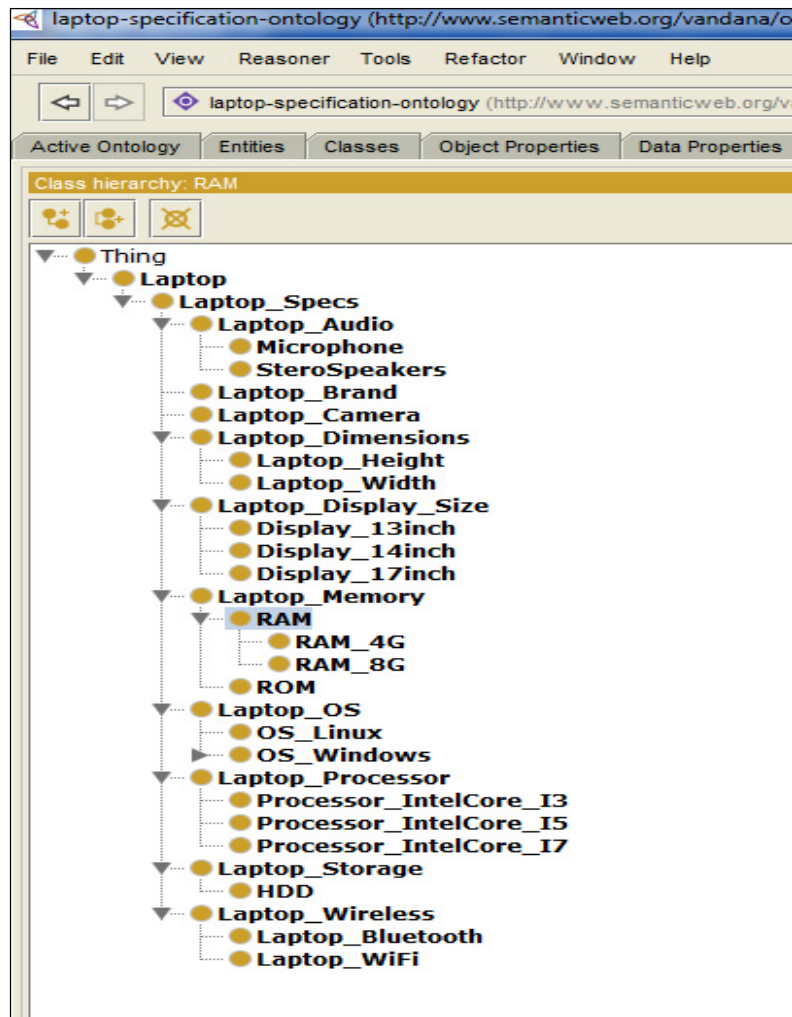 laptop-specification-ontology (http://www.semanticweb.org/vandana/o
File Edit View Reasoner Tools Refactor Window Help
laptop-specification-ontology (http://www.semanticweb.org/va
Active Ontology Entities Classes Object Properties Data Properties
Class hierarchy: RAM
Thing
Laptop
Laptop_Specs
Laptop_Audio
Microphone
SteroSpeakers
Laptop_Brand
Laptop_Camera
Laptop_Dimensions
Laptop_Height
Laptop_Width
Laptop_Display_Size
Display_13inch
Display_14inch
Display_17inch
Laptop_Memory
RAM
RAM_4G
RAM_8G
ROM
Laptop_OS
OS_Linux
OS_Windows
Laptop_Processor
Processor_IntelCore_I3
Processor_IntelCore_I5
Processor_IntelCore_I7
Laptop_Storage
HDD
Laptop_Wireless
Laptop_Bluetooth
Laptop_WiFi